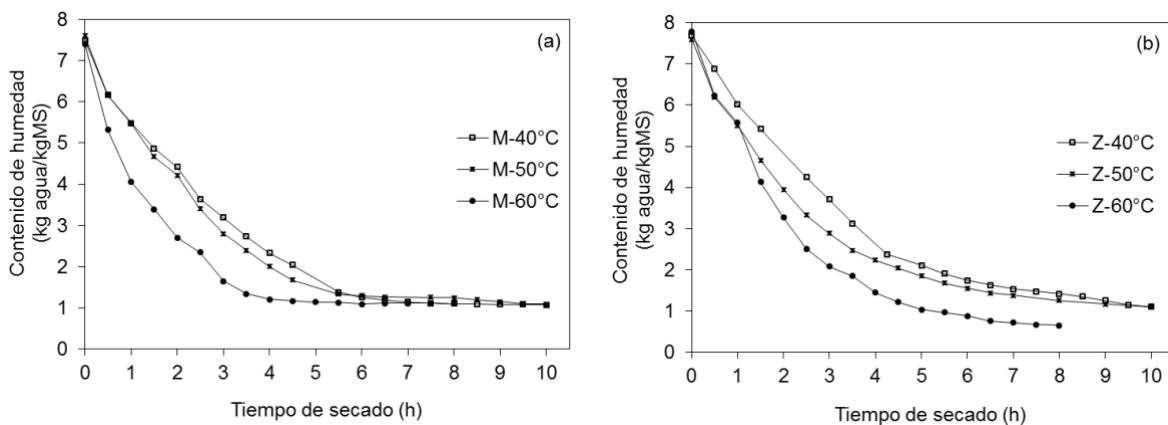 (a)
Contenido de humedad
(kg agua/kgMS)
8
7
6
5
4
3
2
1
0
M-40°C
M-50°C
M-60°C
0 1 2 3 4 5 6 7 8 9 10
Tiempo de secado (h)
(b)
Contenido de humedad
(kg agua/kgMS)
8
7
6
5
4
3
2
1
0
Z-40°C
Z-50°C
Z-60°C
0 1 2 3 4 5 6 7 8 9 10
Tiempo de secado (h)